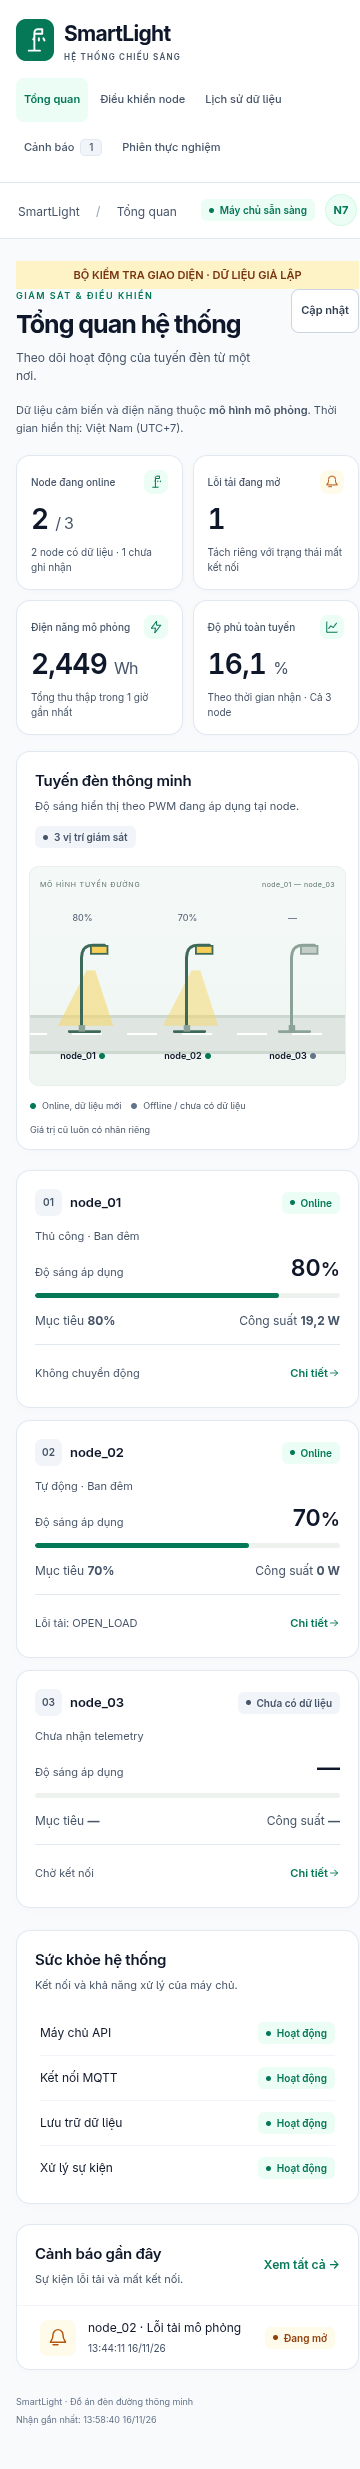 SmartLight
HỆ THỐNG CHIẾU SÁNG
Tổng quan
Điều khiển node
Lịch sử dữ liệu
Cảnh báo 1
Phiên thực nghiệm
SmartLight / Tổng quan
Máy chủ sẵn sàng
N7
BỘ KIỂM TRA GIAO DIỆN · DỮ LIỆU GIẢ LẬP
GIÁM SÁT & ĐIỀU KHIỂN
Tổng quan hệ thống
Cập nhật
Theo dõi hoạt động của tuyến đèn từ một
nơi.
Dữ liệu cảm biến và điện năng thuộc mô hình mô phỏng. Thời
gian hiển thị: Việt Nam (UTC+7).
Node đang online
2 / 3
2 node có dữ liệu · 1 chưa
ghi nhận
Lỗi tải đang mở
1
Tách riêng với trạng thái mất
kết nối
Điện năng mô phỏng
2,449 Wh
Tổng thu thập trong 1 giờ
gần nhất
Độ phủ toàn tuyến
16,1 %
Theo thời gian nhận · Cả 3
node
Tuyến đèn thông minh
Độ sáng hiển thị theo PWM đang áp dụng tại node.
3 vị trí giám sát
MÔ HÌNH TUYẾN ĐƯỜNG
node_01 — node_03
80%
70%
—
node_01
node_02
node_03
Online, dữ liệu mới
Offline / chưa có dữ liệu
Giá trị cũ luôn có nhãn riêng
01 node_01
Online
Thủ công · Ban đêm
Độ sáng áp dụng 80%
Mục tiêu 80%
Công suất 19,2 W
Không chuyển động
Chi tiết→
02 node_02
Online
Tự động · Ban đêm
Độ sáng áp dụng 70%
Mục tiêu 70%
Công suất 0 W
Lỗi tải: OPEN_LOAD
Chi tiết→
03 node_03
Chưa có dữ liệu
Chưa nhận telemetry
Độ sáng áp dụng —
Mục tiêu —
Công suất —
Chờ kết nối
Chi tiết→
Sức khỏe hệ thống
Kết nối và khả năng xử lý của máy chủ.
Máy chủ API
Hoạt động
Kết nối MQTT
Hoạt động
Lưu trữ dữ liệu
Hoạt động
Xử lý sự kiện
Hoạt động
Cảnh báo gần đây
Xem tất cả →
Sự kiện lỗi tải và mất kết nối.
node_02 · Lỗi tải mô phỏng
13:44:11 16/11/26
Đang mở
SmartLight · Đồ án đèn đường thông minh
Nhận gần nhất: 13:58:40 16/11/26